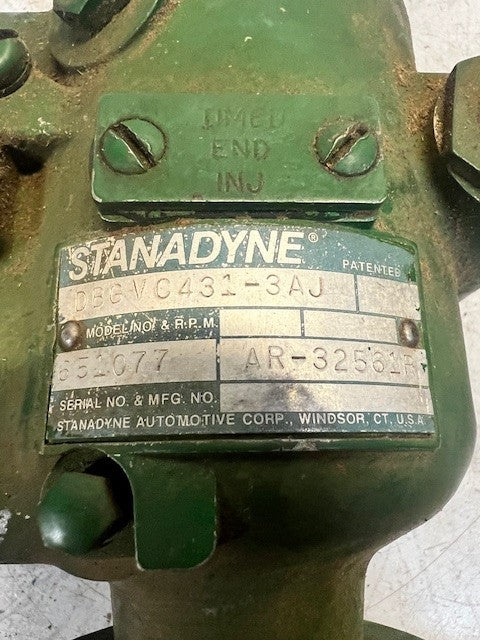 UMED
END
INJ
STANADYNE®
PATENTED
DBGVC431-3AJ
MODEL NO. & R.P.M.
651077 AR-32561R
SERIAL NO. & MFG. NO.
STANADYNE AUTOMOTIVE CORP., WINDSOR, CT, U.S.A.